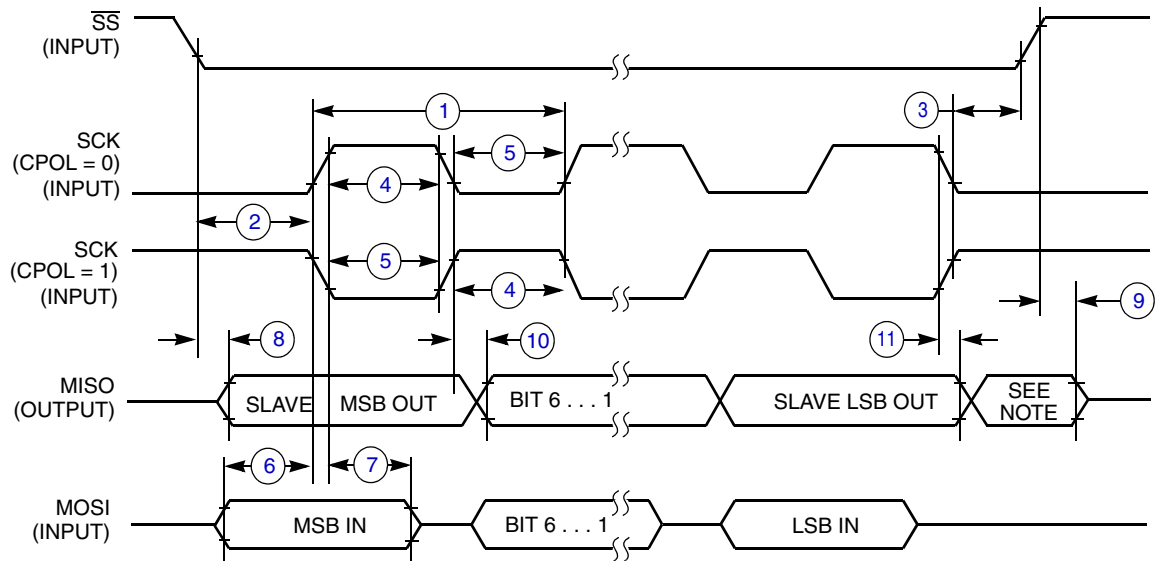 SS
(INPUT)
1
3
SCK
(CPOL = 0)
(INPUT)
5
4
2
SCK
(CPOL = 1)
(INPUT)
5
4
9
8
10
11
MISO
(OUTPUT)
SLAVE MSB OUT
BIT 6 . . . 1
SLAVE LSB OUT
SEE
NOTE
6
7
MOSI
(INPUT)
MSB IN
BIT 6 . . . 1
LSB IN